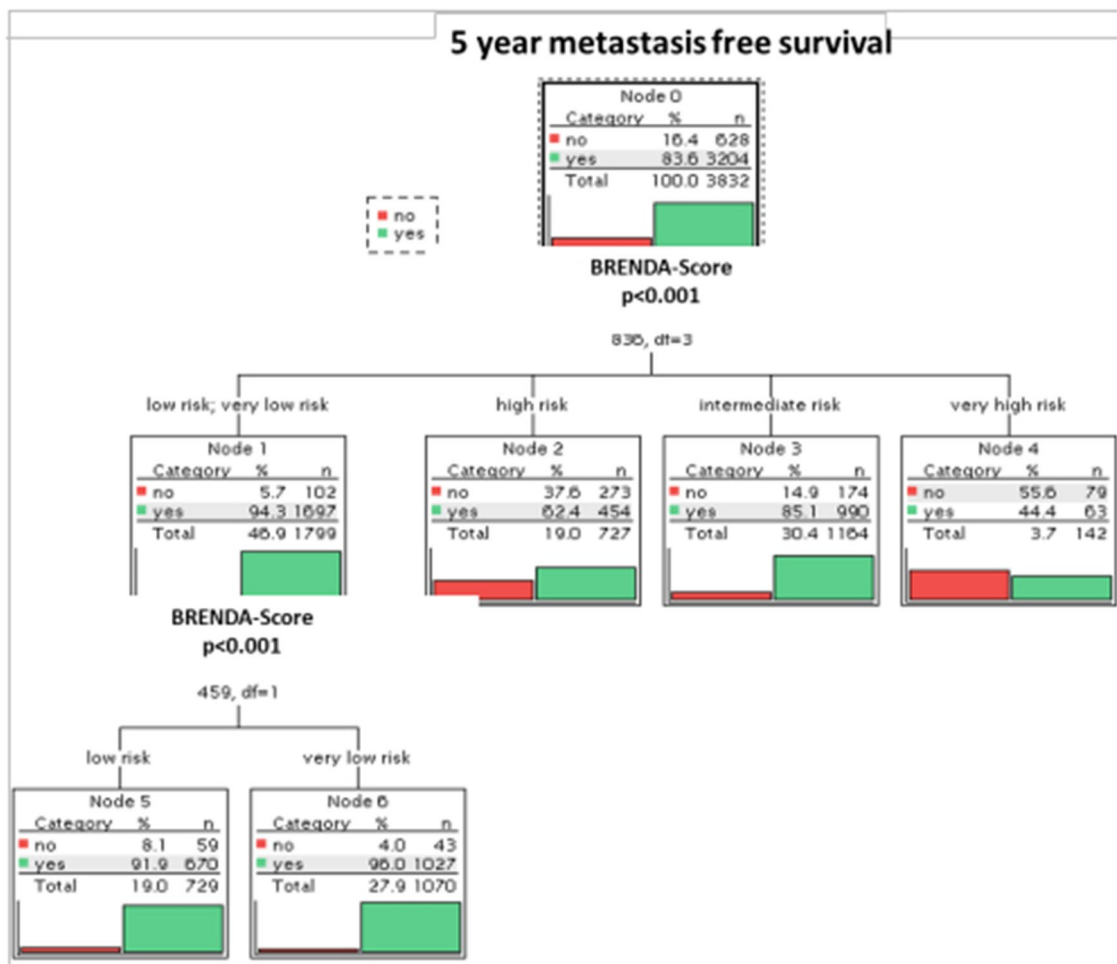 5 year metastasis free survival
Node 0
Category % n
no 16.4 628
yes 83.6 3204
Total 100.0 3832
no
yes
BRENDA-Score
p<0.001
836, df=3
low risk; very low risk
high risk
intermediate risk
very high risk
Node 1
Category % n
no 5.7 102
yes 94.3 1697
Total 46.9 1799
Node 2
Category % n
no 37.6 273
yes 62.4 454
Total 19.0 727
Node 3
Category % n
no 14.9 174
yes 85.1 990
Total 30.4 1164
Node 4
Category % n
no 55.6 79
yes 44.4 63
Total 3.7 142
BRENDA-Score
p<0.001
459, df=1
low risk
very low risk
Node 5
Category % n
no 8.1 59
yes 91.9 670
Total 19.0 729
Node 6
Category % n
no 4.0 43
yes 96.0 1027
Total 27.9 1070